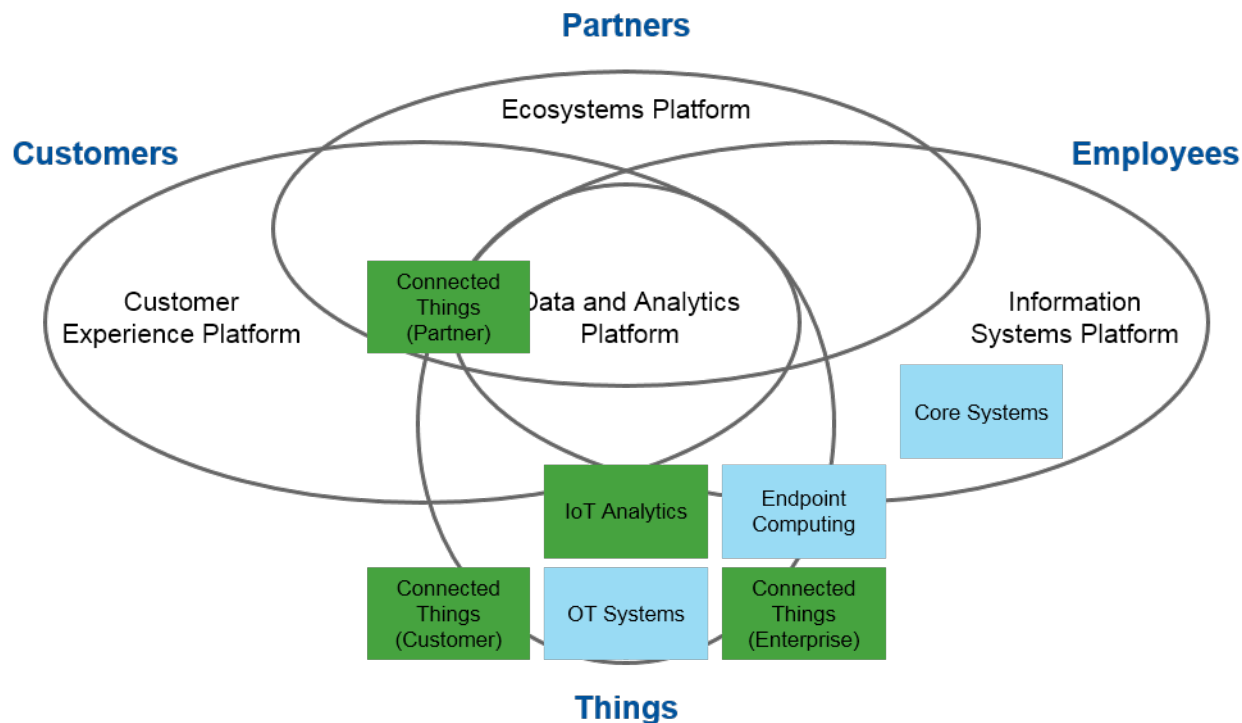 Partners
Ecosystems Platform
Customers
Employees
Customer
Experience Platform
Connected
Things
(Partner)
Data and Analytics
Platform
Information
Systems Platform
Core Systems
IoT Analytics
Endpoint
Computing
Connected
Things
(Customer)
OT Systems
Connected
Things
(Enterprise)
Things